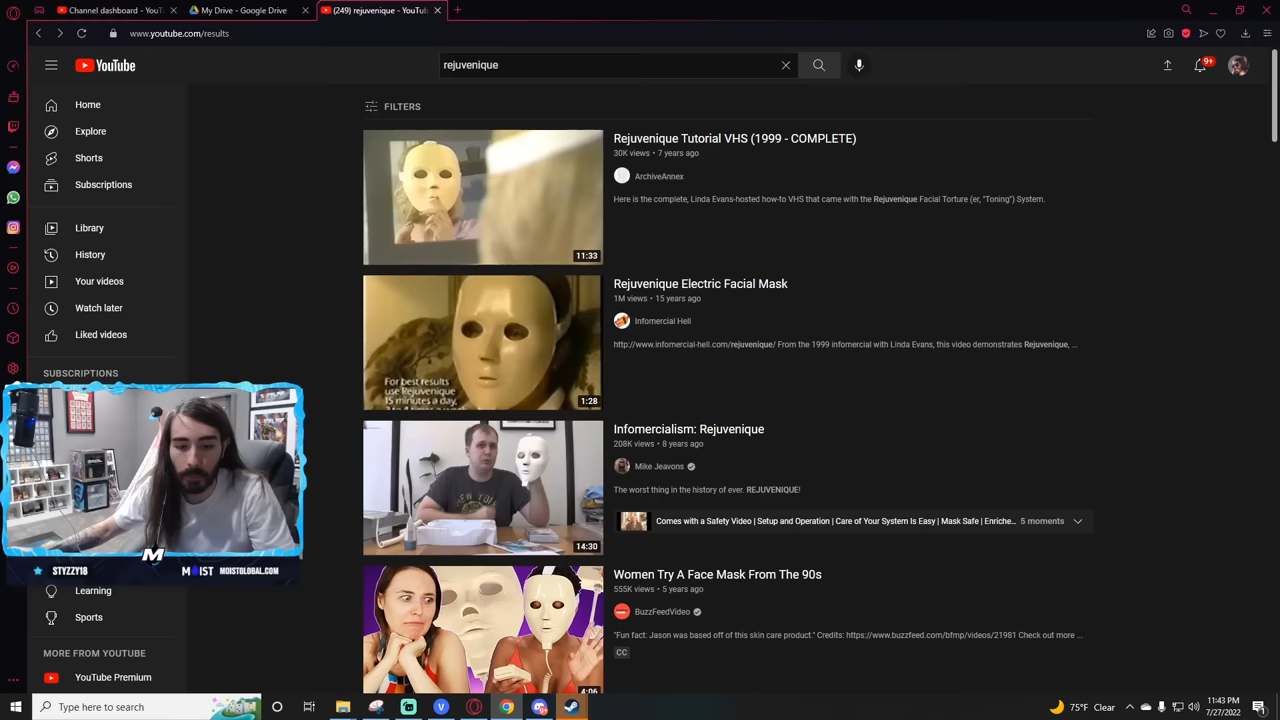 Channel dashboard - YouT
My Drive - Google Drive
(249) rejuvenique - YouTub
www.youtube.com/results
YouTube
rejuvenique
9+
Home
Explore
Shorts
Subscriptions
Library
History
Your videos
Watch later
Liked videos
SUBSCRIPTIONS
Learning
Sports
MORE FROM YOUTUBE
YouTube Premium
FILTERS
Rejuvenique Tutorial VHS (1999 - COMPLETE)
30K views • 7 years ago
ArchiveAnnex
Here is the complete, Linda Evans-hosted how-to VHS that came with the Rejuvenique Facial Torture (er, "Toning") System.
11:33
Rejuvenique Electric Facial Mask
1M views • 15 years ago
Infomercial Hell
http://www.infomercial-hell.com/rejuvenique/ From the 1999 infomercial with Linda Evans, this video demonstrates Rejuvenique, ...
For best results
use Rejuvenique
15 minutes a day,
1:28
Infomercialism: Rejuvenique
208K views • 8 years ago
Mike Jeavons
The worst thing in the history of ever. REJUVENIQUE!
Comes with a Safety Video | Setup and Operation | Care of Your System Is Easy | Mask Safe | Enriche... 5 moments
14:30
Women Try A Face Mask From The 90s
555K views • 5 years ago
BuzzFeedVideo
"Fun fact: Jason was based off of this skin care product." Credits: https://www.buzzfeed.com/bfmp/videos/21981 Check out more ...
CC
4:06
STYZZY18
MOIST MOISTGLOBAL.COM
Type here to search
75°F Clear
11:43 PM
7/27/2022